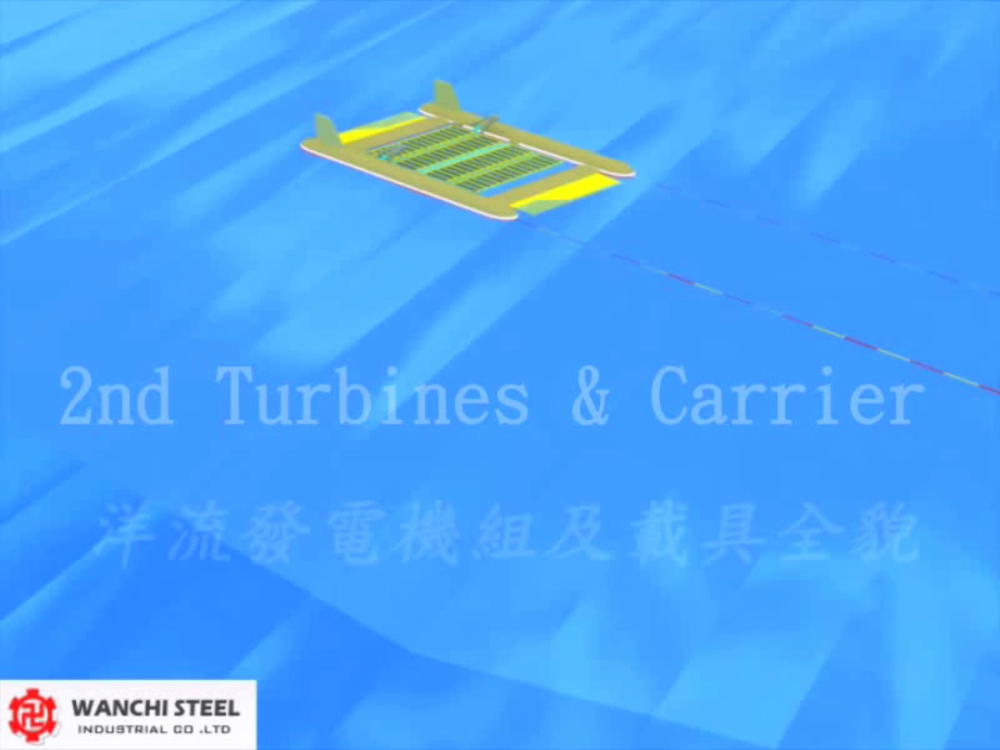 2nd Turbines & Carrier
洋流發電機組及載具全貌
卍
WANCHI STEEL
INDUSTRIAL CO .LTD